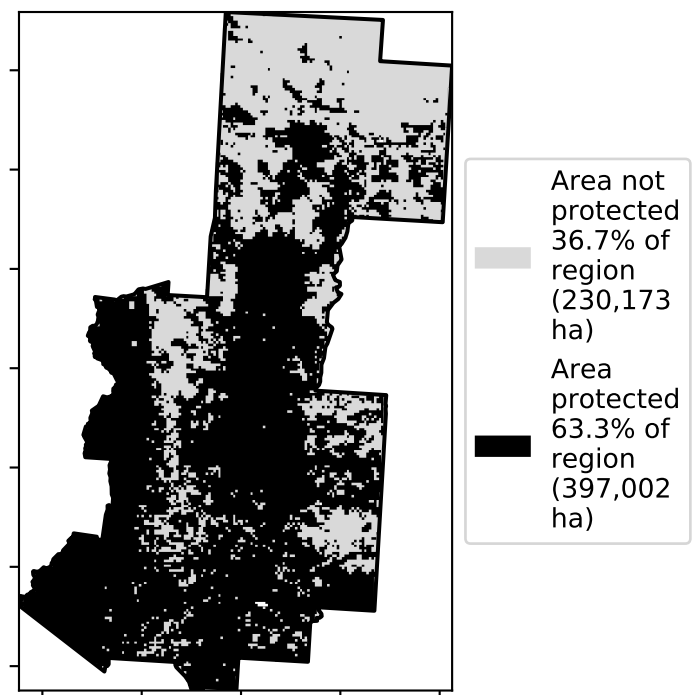 Area not
protected
36.7% of
region
(230,173
ha)
Area
protected
63.3% of
region
(397,002
ha)